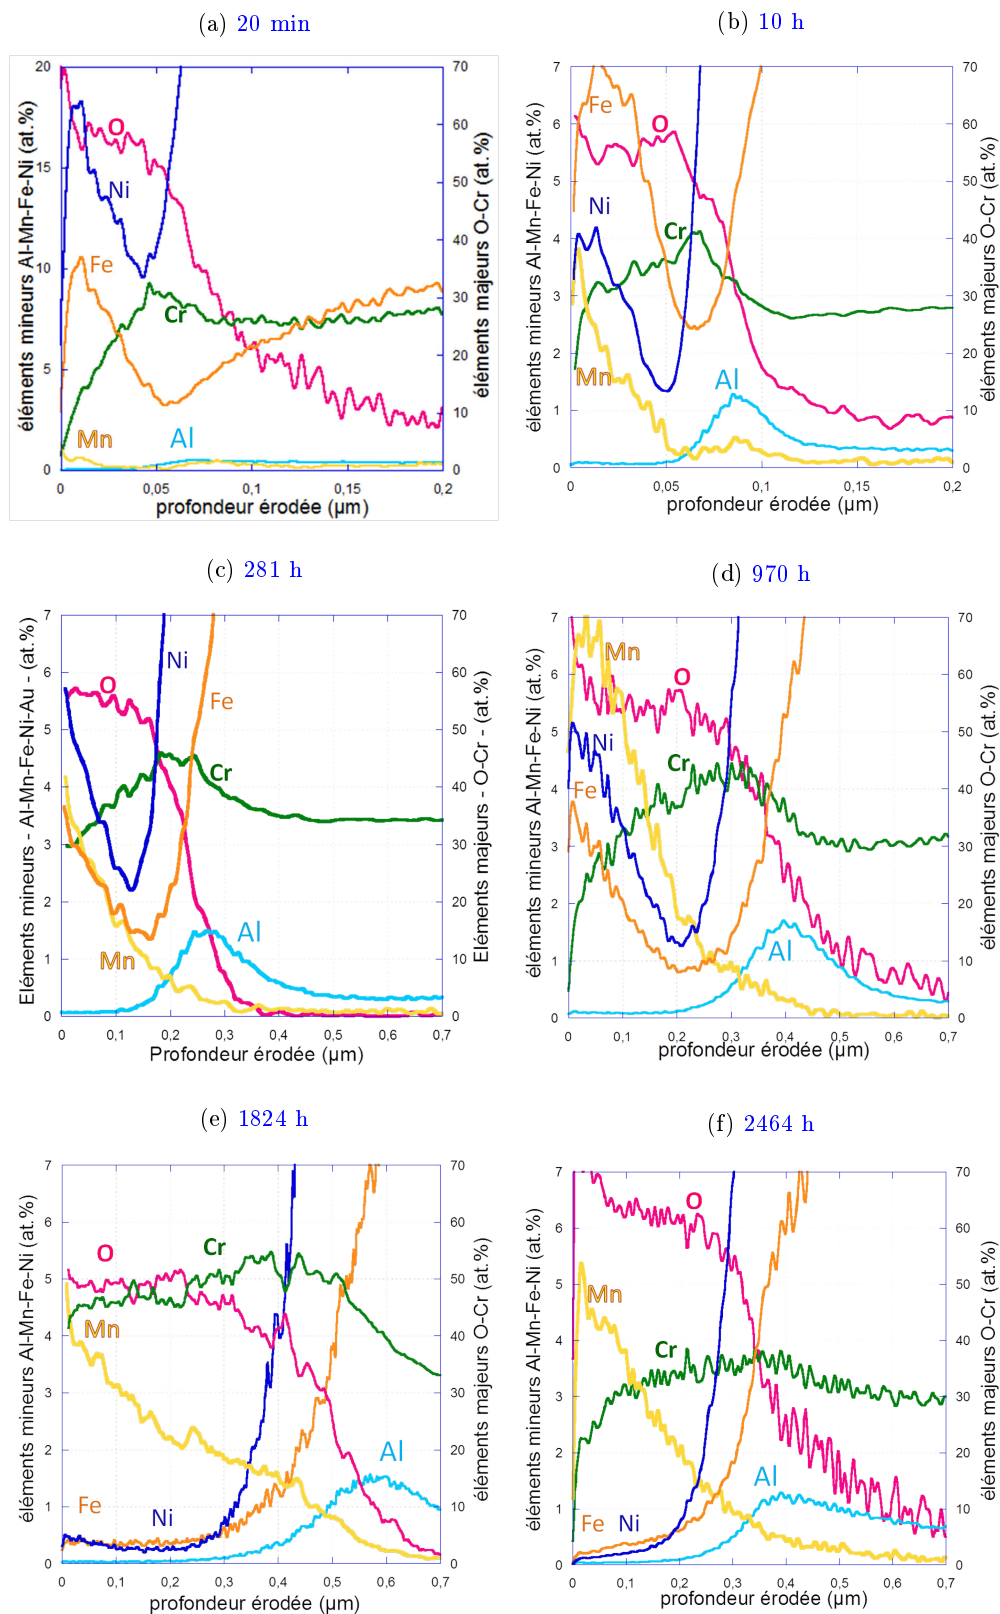 (a) 20 min
éléments mineurs Al-Mn-Fe-Ni (at.%)
20
15
10
5
0
O
Ni
Fe
Cr
Mn
Al
70
60
50
40
30
20
10
0
éléments majeurs O-Cr (at.%)
0
0,05
0,1
0,15
0,2
profondeur érodée (µm)
(b) 10 h
éléments mineurs Al-Mn-Fe-Ni (at.%)
7
6
5
4
3
2
1
0
Fe
O
Ni
Cr
Mn
Al
70
60
50
40
30
20
10
0
éléments majeurs O-Cr (at.%)
0
0,05
0,1
0,15
0,2
profondeur érodée (µm)
(c) 281 h
Eléments mineurs - Al-Mn-Fe-Ni-Au - (at.%)
7
6
5
4
3
2
1
0
Ni
O
Fe
Cr
Al
Mn
70
60
50
40
30
20
10
0
Eléments majeurs - O-Cr - (at.%)
0
0,1
0,2
0,3
0,4
0,5
0,6
0,7
Profondeur érodée (µm)
(d) 970 h
éléments mineurs Al-Mn-Fe-Ni (at.%)
7
6
5
4
3
2
1
0
Mn
O
Ni
Cr
Fe
Al
70
60
50
40
30
20
10
0
éléments majeurs O-Cr (at.%)
0
0,1
0,2
0,3
0,4
0,5
0,6
0,7
profondeur érodée (µm)
(e) 1824 h
éléments mineurs Al-Mn-Fe-Ni (at.%)
7
6
5
4
3
2
1
0
O
Cr
Mn
Al
Fe
Ni
70
60
50
40
30
20
10
0
éléments majeurs O-Cr (at.%)
0
0,1
0,2
0,3
0,4
0,5
0,6
0,7
profondeur érodée (µm)
(f) 2464 h
éléments mineurs Al-Mn-Fe-Ni (at.%)
7
6
5
4
3
2
1
0
O
Mn
Cr
Al
Fe
Ni
70
60
50
40
30
20
10
0
éléments majeurs O-Cr (at.%)
0
0,1
0,2
0,3
0,4
0,5
0,6
0,7
profondeur érodée (µm)